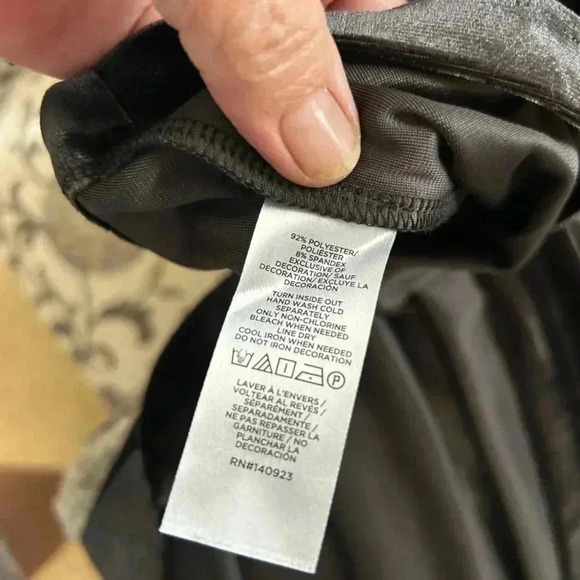 92% POLYESTER/
POLIÉSTER
8% SPANDEX
EXCLUSIVE OF
DECORATION/SAUF
DECORATION/EXCLUYE LA
DECORACIÓN
TURN INSIDE OUT
HAND WASH COLD
SEPARATELY
ONLY NON-CHLORINE
BLEACH WHEN NEEDED
LINE DRY
COOL IRON WHEN NEEDED
DO NOT IRON DECORATION
P
LAVER À L'ENVERS/
VOLTEAR AL REVÉS/
SÉPARÉMENT/
SEPARADAMENTE/
NE PAS REPASSER LA
GARNITURE/NO
PLANCHAR LA
DECORACIÓN
RN#140923